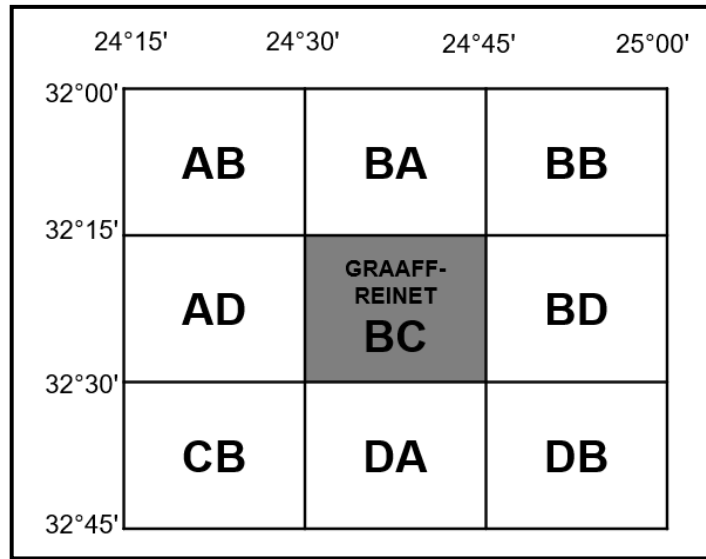 24°15' 24°30' 24°45' 25°00'
32°00'
AB BA BB
32°15'
GRAAFF-
REINET
AD BC BD
32°30'
CB DA DB
32°45'